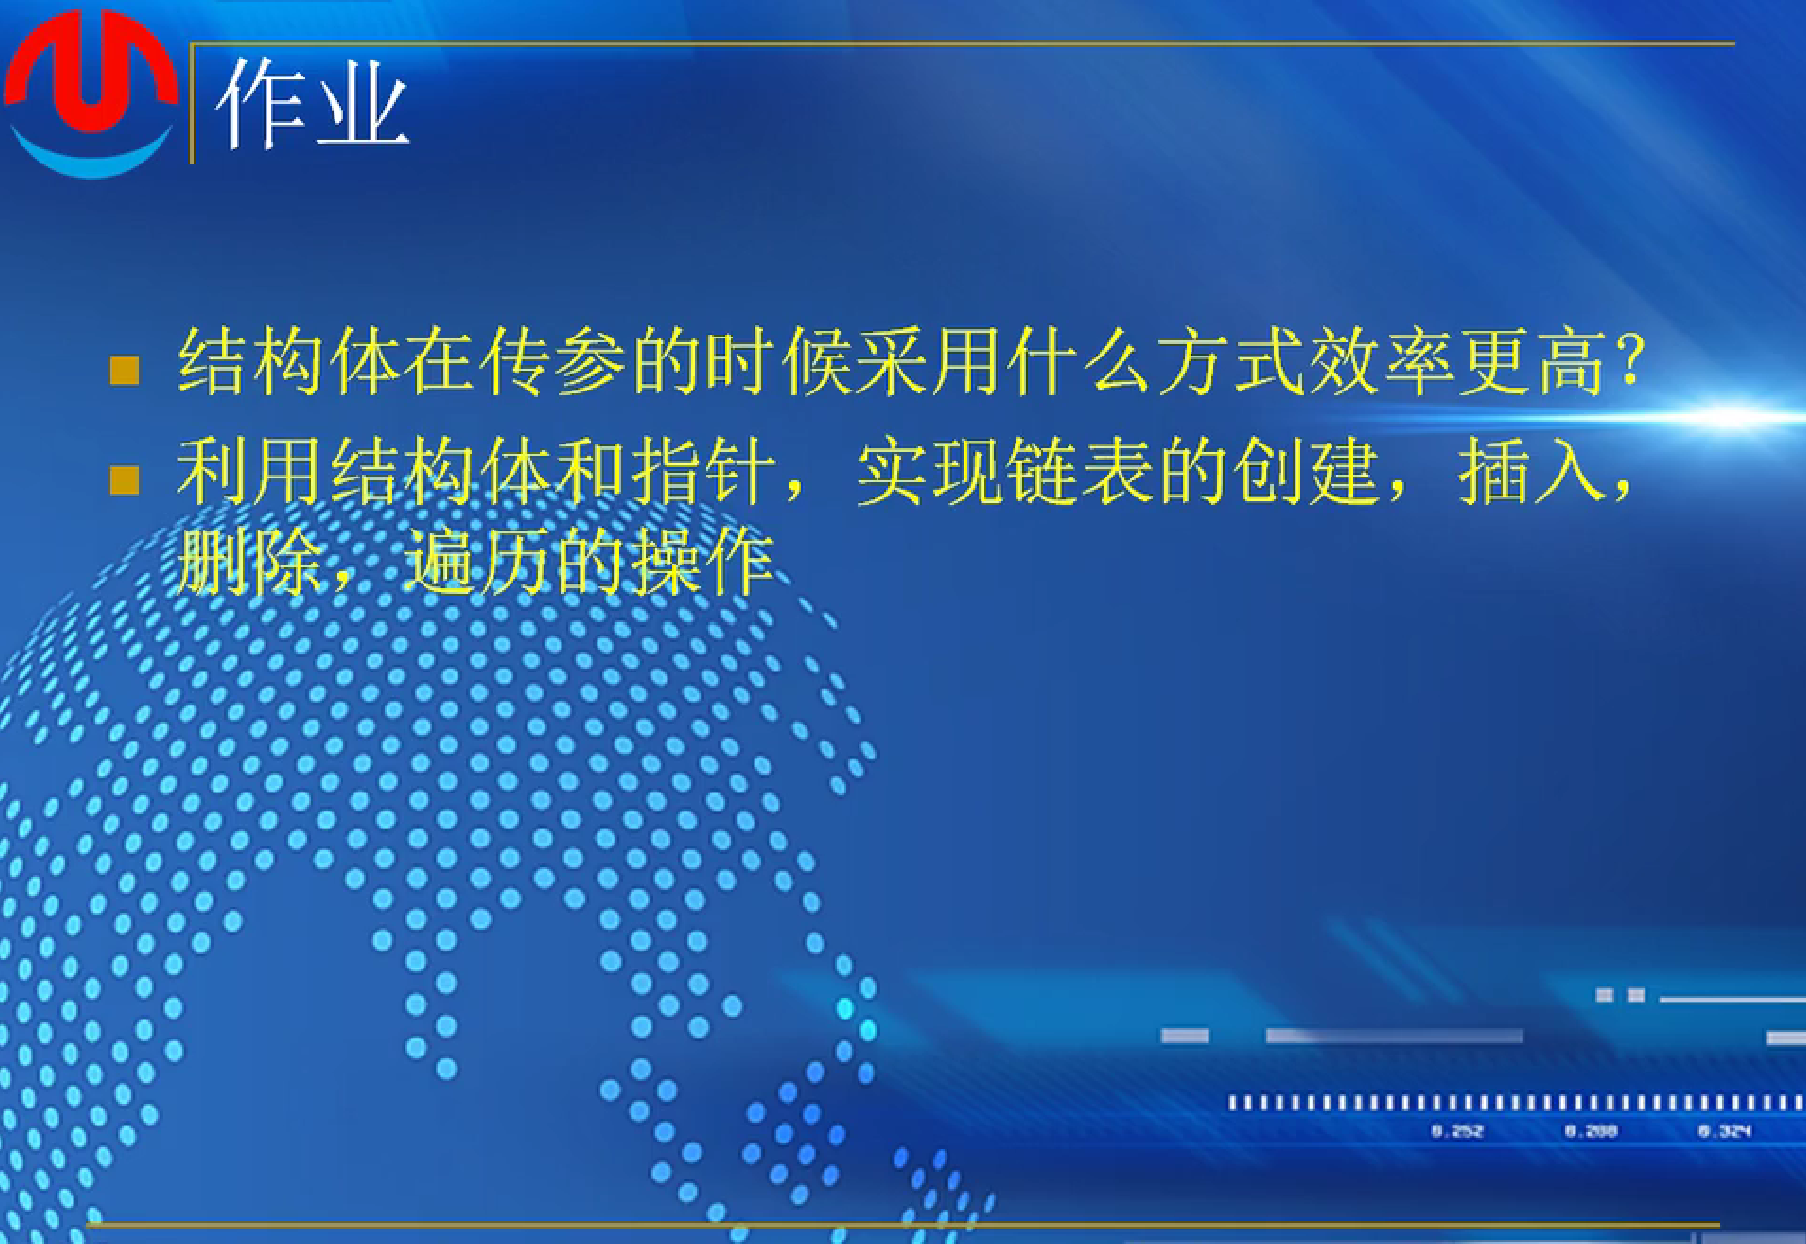 作业
结构体在传参的时候采用什么方式效率更高？
利用结构体和指针，实现链表的创建，插入，
删除，遍历的操作
0.252 0.288 0.324